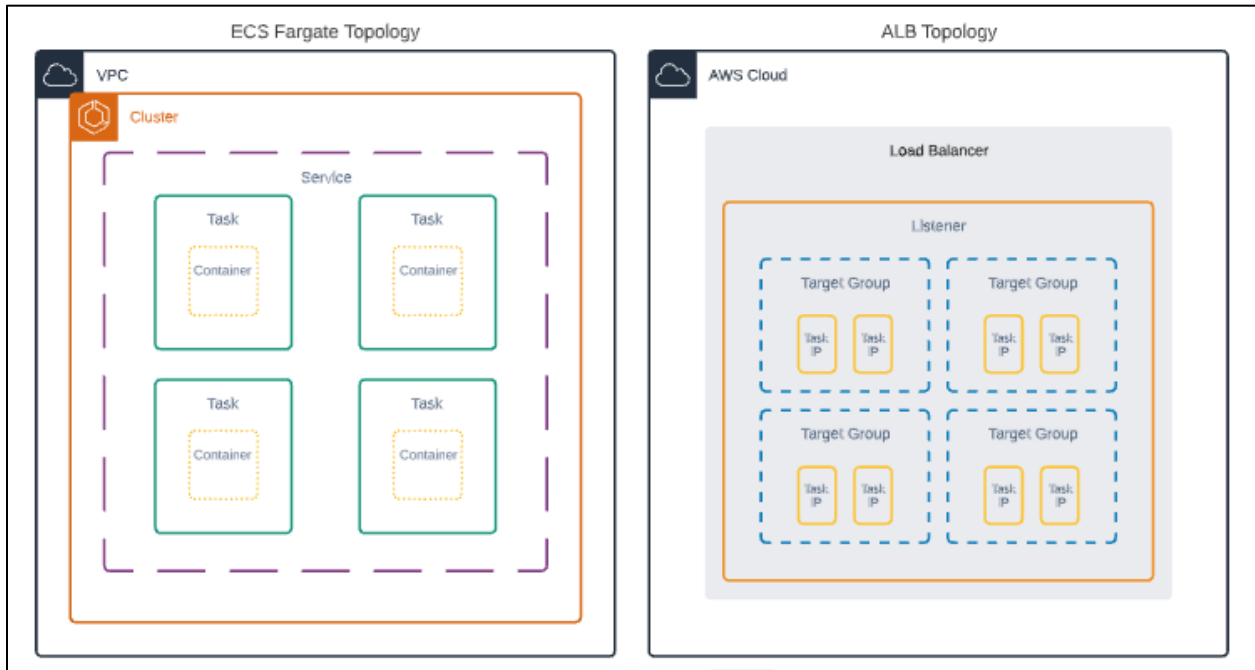 ECS Fargate Topology
VPC
Cluster
Service
Task
Container
Task
Container
Task
Container
Task
Container
ALB Topology
AWS Cloud
Load Balancer
Listener
Target Group
Task
IP
Task
IP
Target Group
Task
IP
Task
IP
Target Group
Task
IP
Task
IP
Target Group
Task
IP
Task
IP